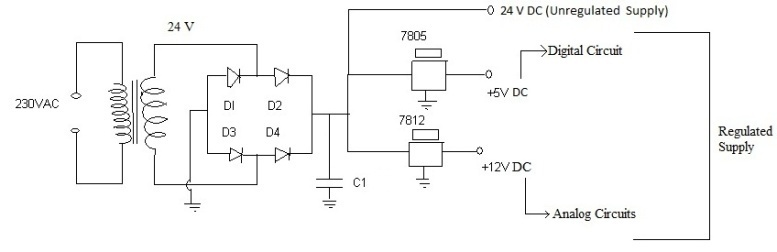 24 V DC (Unregulated Supply)
24 V
7805
Digital Circuit
+5V DC
230VAC
D1
D2
D3
D4
7812
Regulated
Supply
+12V DC
C1
Analog Circuits